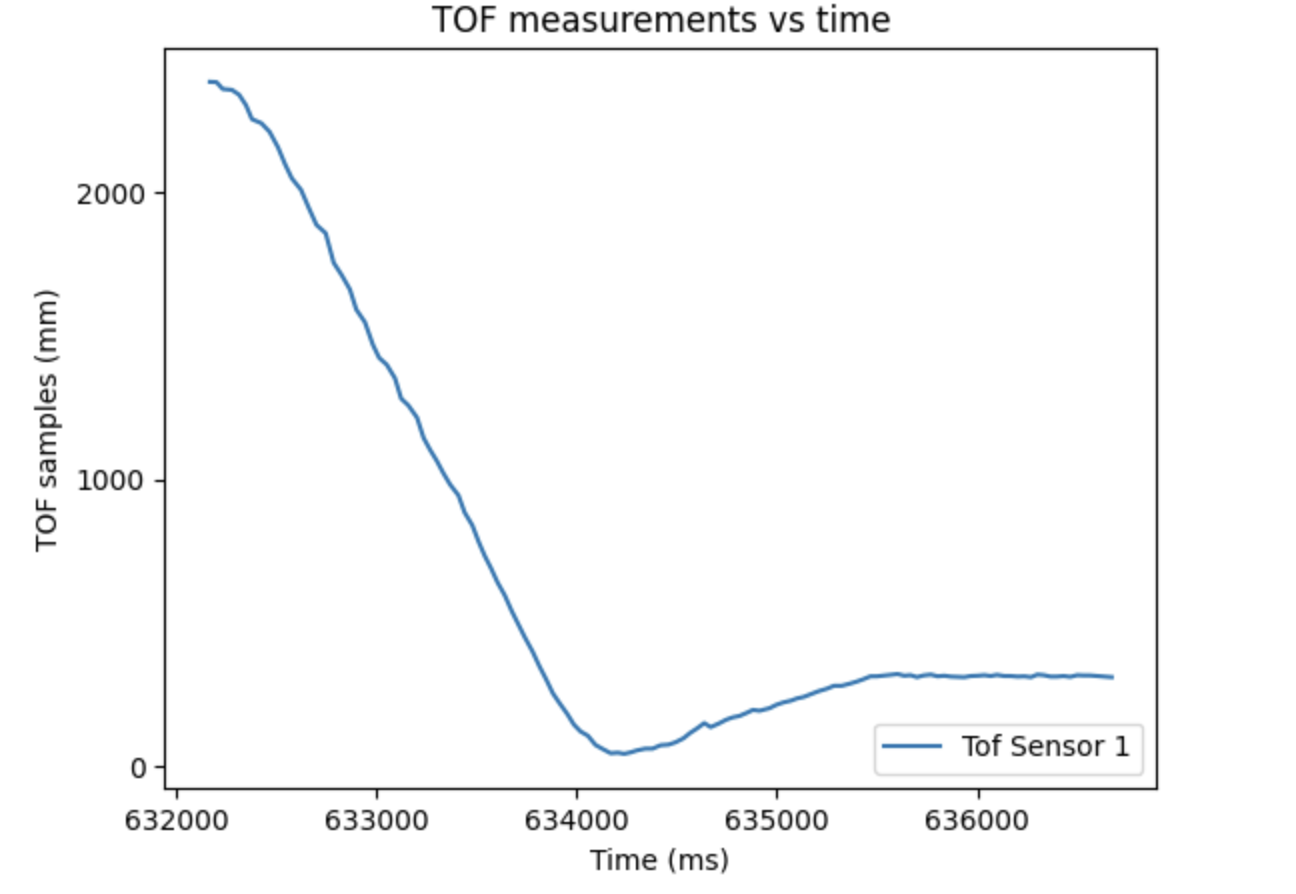 TOF measurements vs time
TOF samples (mm)
2000
1000
0
Tof Sensor 1
632000 633000 634000 635000 636000
Time (ms)